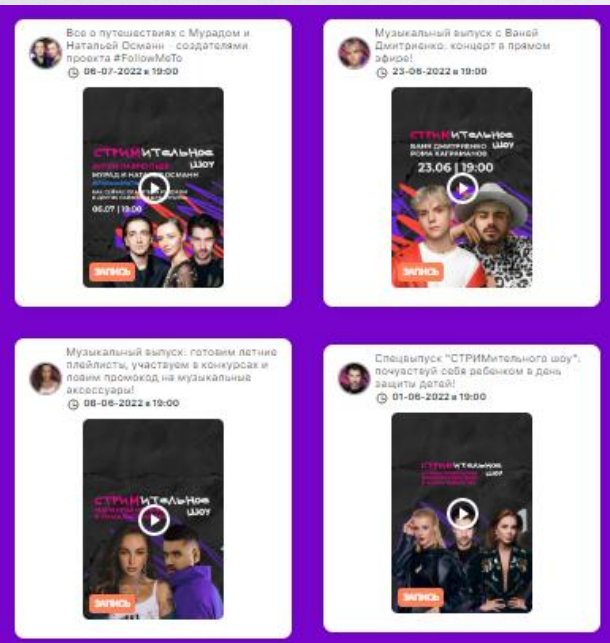 Все о путешествиях с Мурадом и
Натальей Османн - создателями
проекта #FollowMeTo
06-07-2022 в 19:00
СТРИМИТЕЛЬНОЕ
ШОУ
МУРАД И НАТАЛЬЯ ОСМАНН
06.07 | 19:00
ЗАПИСЬ
Музыкальный выпуск с Ваней
Дмитриенко: концерт в прямом
эфире!
23-06-2022 в 19:00
СТРИМИТЕЛЬНОЕ
ШОУ
ВАНЯ ДМИТРИЕНКО
РОМА КАГРАМАНОВ
23.06 | 19:00
ЗАПИСЬ
Музыкальный выпуск: готовим летние
плейлисты, участвуем в конкурсах и
ловим промокод на музыкальные
аксессуары!
08-06-2022 в 19:00
СТРИМИТЕЛЬНОЕ
ШОУ
ЗАПИСЬ
Спецвыпуск "СТРИМительного шоу":
почувствуй себя ребенком в день
защиты детей!
01-06-2022 в 19:00
СТРИМИТЕЛЬНОЕ
ШОУ
ЗАПИСЬ